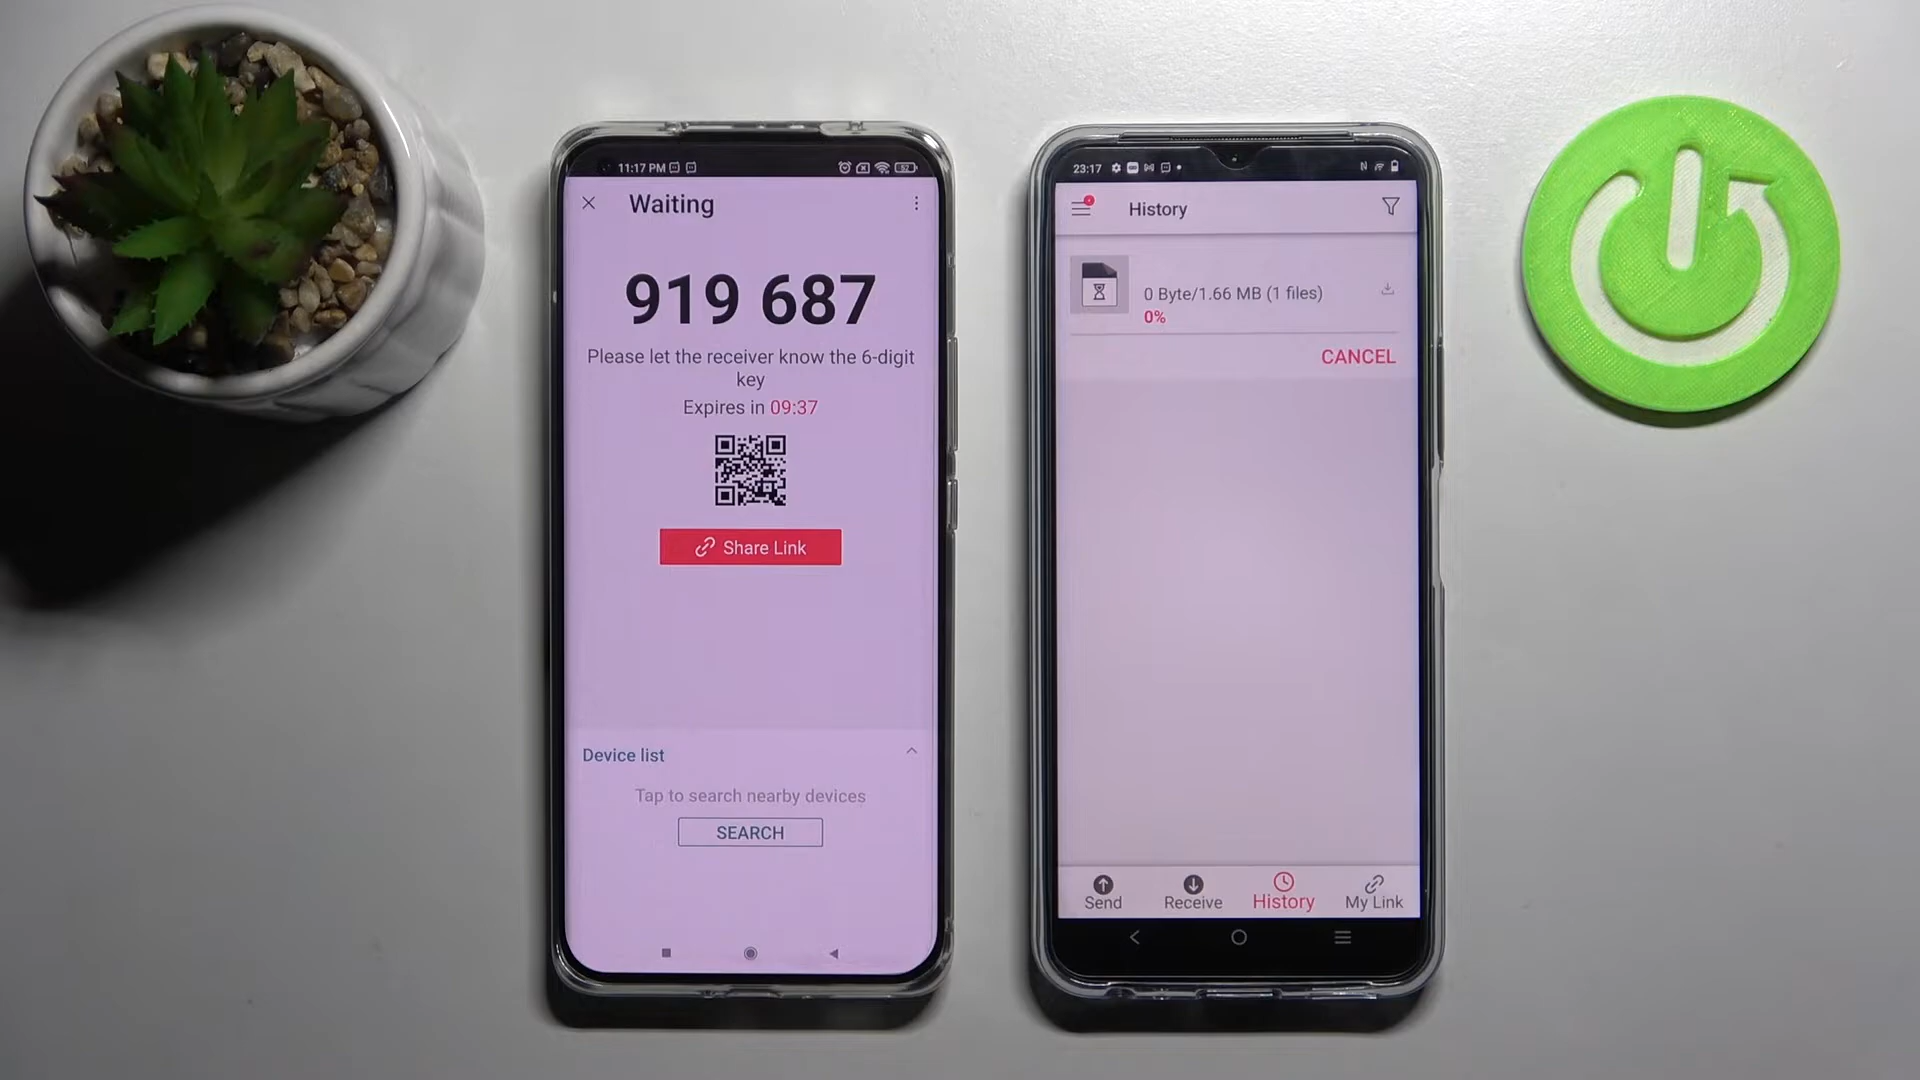 11:17 PM
52
Waiting
919 687
Please let the receiver know the 6-digit
key
Expires in 09:37
Share Link
Device list
Tap to search nearby devices
SEARCH
23:17
History
0 Byte/1.66 MB (1 files)
0%
CANCEL
Send
Receive
History
My Link